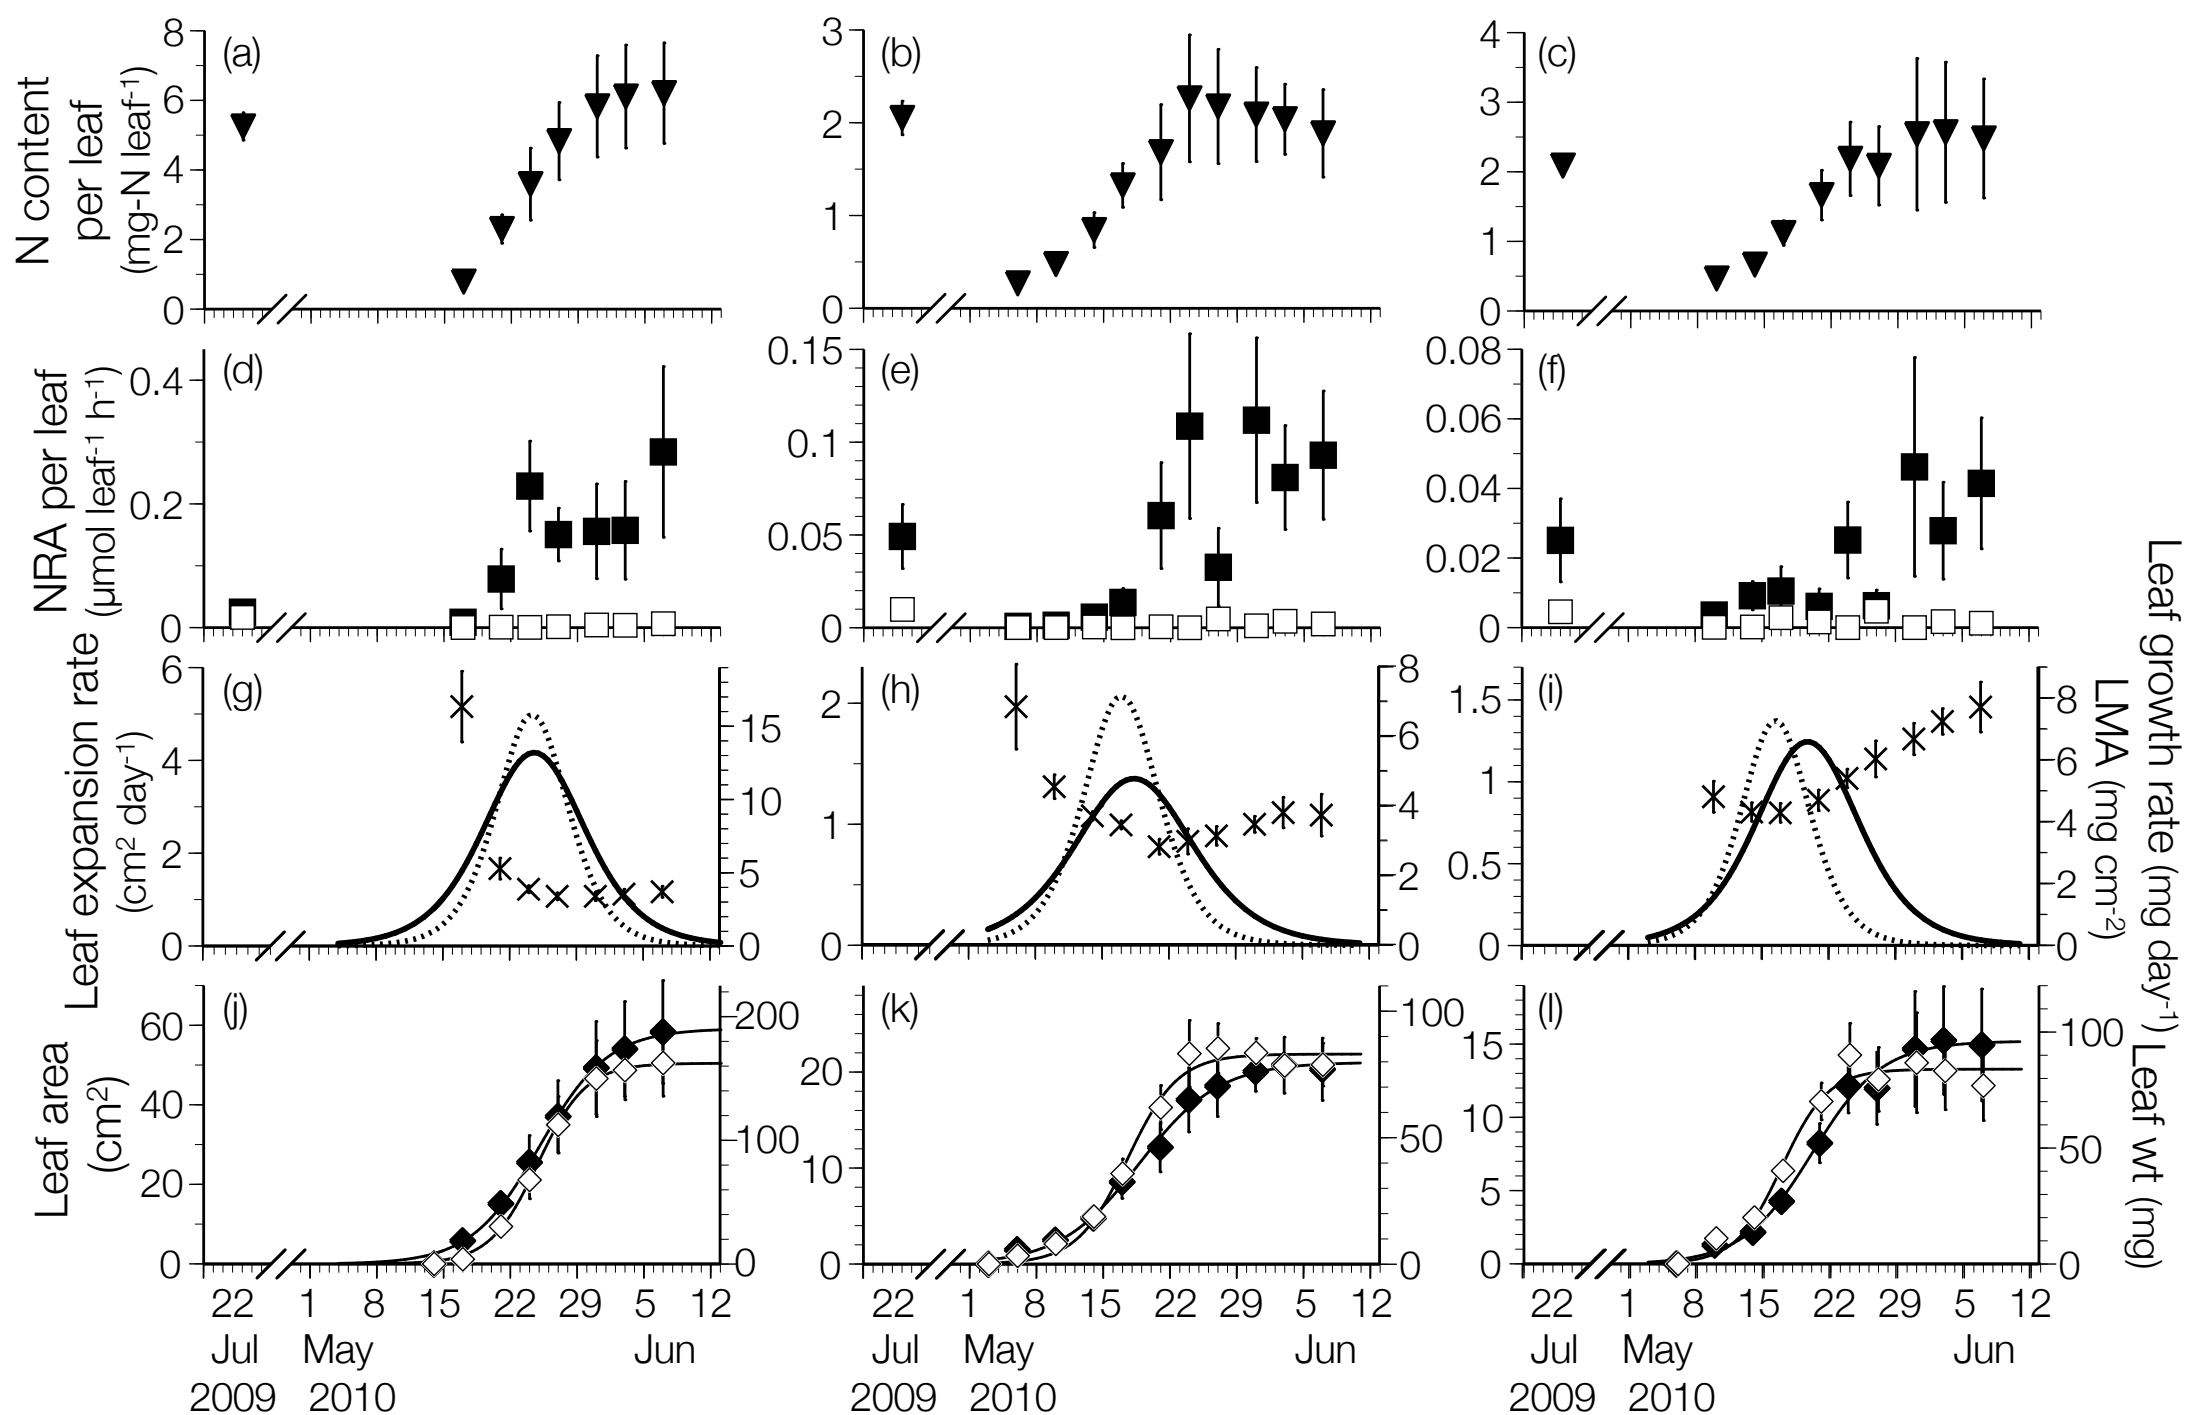 N content
per leaf
(mg-N leaf⁻¹)
8
6
4
2
0
(a)
3
2
1
0
(b)
4
3
2
1
0
(c)
NRA per leaf
(μmol leaf⁻¹ h⁻¹)
0.4
0.2
0
(d)
0.15
0.1
0.05
0
(e)
0.08
0.06
0.04
0.02
0
(f)
Leaf expansion rate
(cm² day⁻¹)
6
4
2
0
(g)
15
10
5
0
2
1
0
(h)
8
6
4
2
0
1.5
1
0.5
0
(i)
8
6
4
2
0
LMA (mg cm⁻²)
Leaf growth rate (mg day⁻¹)
Leaf area
(cm²)
60
40
20
0
(j)
200
100
0
20
10
0
(k)
100
50
0
15
10
5
0
(l)
100
50
0
Leaf wt (mg)
22 1 8 15 22 29 5 12
22 1 8 15 22 29 5 12
22 1 8 15 22 29 5 12
Jul May Jun
Jul May Jun
Jul May Jun
2009 2010
2009 2010
2009 2010